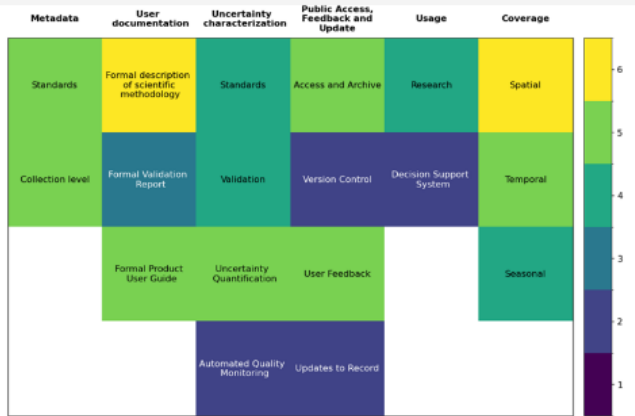 Metadata
User
documentation
Uncertainty
characterization
Public Access,
Feedback and
Update
Usage
Coverage
Standards
Formal description
of scientific
methodology
Standards
Access and Archive
Research
Spatial
Collection level
Formal Validation
Report
Validation
Version Control
Decision Support
System
Temporal
Formal Product
User Guide
Uncertainty
Quantification
User Feedback
Seasonal
Automated Quality
Monitoring
Updates to Record
6
5
4
3
2
1